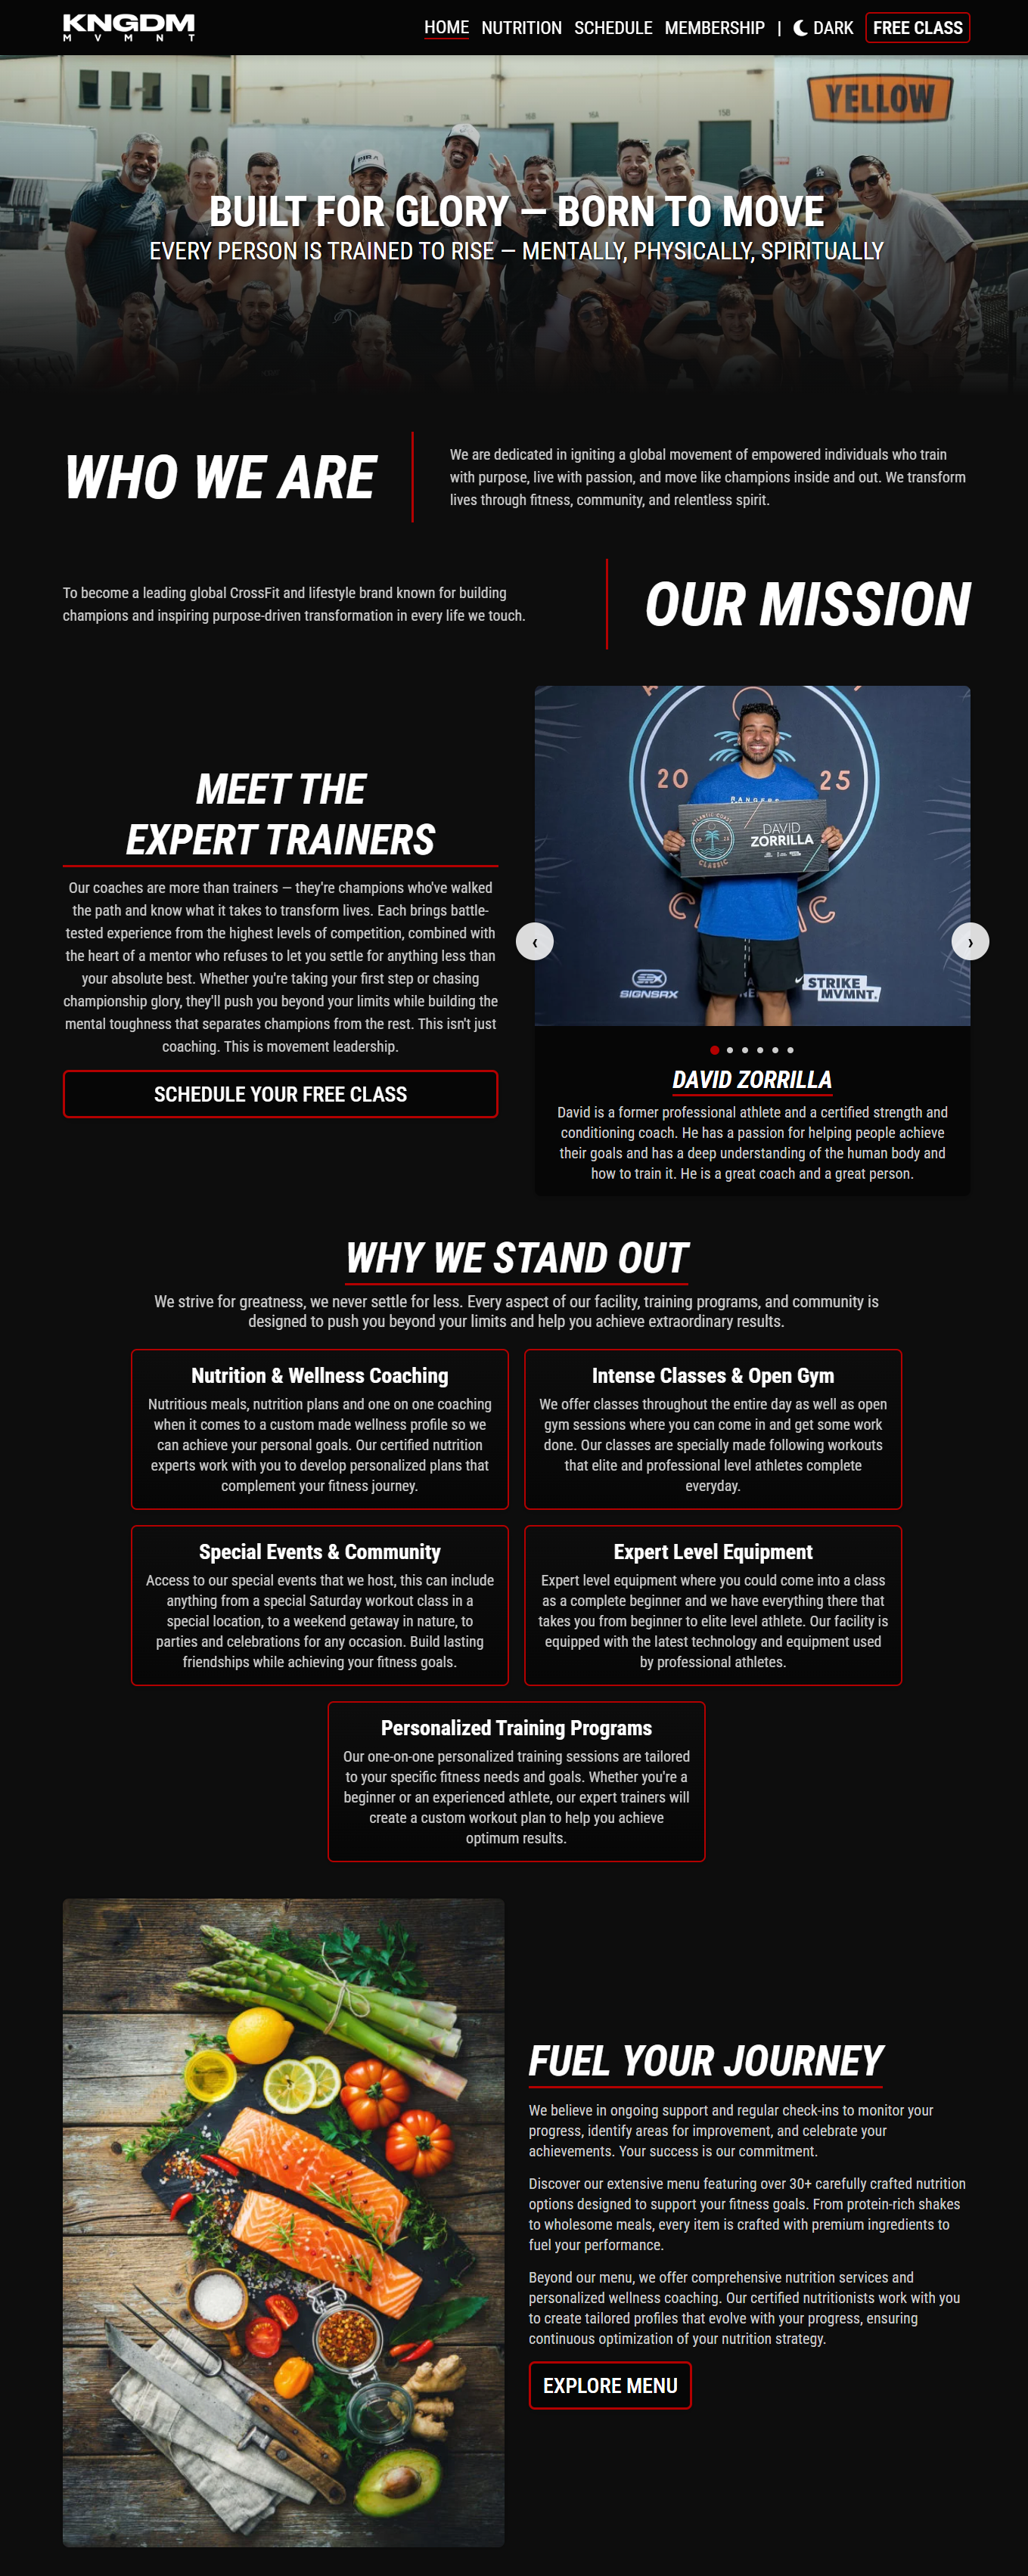 KNGDM
MVMNT
HOME NUTRITION SCHEDULE MEMBERSHIP | DARK FREE CLASS
YELLOW
BUILT FOR GLORY — BORN TO MOVE
EVERY PERSON IS TRAINED TO RISE — MENTALLY, PHYSICALLY, SPIRITUALLY
WHO WE ARE
We are dedicated in igniting a global movement of empowered individuals who train
with purpose, live with passion, and move like champions inside and out. We transform
lives through fitness, community, and relentless spirit.
To become a leading global CrossFit and lifestyle brand known for building
champions and inspiring purpose-driven transformation in every life we touch.
OUR MISSION
MEET THE
EXPERT TRAINERS
Our coaches are more than trainers — they're champions who've walked
the path and know what it takes to transform lives. Each brings battle-
tested experience from the highest levels of competition, combined with
the heart of a mentor who refuses to let you settle for anything less than
your absolute best. Whether you're taking your first step or chasing
championship glory, they'll push you beyond your limits while building the
mental toughness that separates champions from the rest. This isn't just
coaching. This is movement leadership.
SCHEDULE YOUR FREE CLASS
20 25
RANGERS
ATLANTIC COAST
CLASSIC
DAVID
ZORRILLA
SIGNSRX
STRIKE
MVMNT.
‹ ›
DAVID ZORRILLA
David is a former professional athlete and a certified strength and
conditioning coach. He has a passion for helping people achieve
their goals and has a deep understanding of the human body and
how to train it. He is a great coach and a great person.
WHY WE STAND OUT
We strive for greatness, we never settle for less. Every aspect of our facility, training programs, and community is
designed to push you beyond your limits and help you achieve extraordinary results.
Nutrition & Wellness Coaching
Nutritious meals, nutrition plans and one on one coaching
when it comes to a custom made wellness profile so we
can achieve your personal goals. Our certified nutrition
experts work with you to develop personalized plans that
complement your fitness journey.
Intense Classes & Open Gym
We offer classes throughout the entire day as well as open
gym sessions where you can come in and get some work
done. Our classes are specially made following workouts
that elite and professional level athletes complete
everyday.
Special Events & Community
Access to our special events that we host, this can include
anything from a special Saturday workout class in a
special location, to a weekend getaway in nature, to
parties and celebrations for any occasion. Build lasting
friendships while achieving your fitness goals.
Expert Level Equipment
Expert level equipment where you could come into a class
as a complete beginner and we have everything there that
takes you from beginner to elite level athlete. Our facility is
equipped with the latest technology and equipment used
by professional athletes.
Personalized Training Programs
Our one-on-one personalized training sessions are tailored
to your specific fitness needs and goals. Whether you're a
beginner or an experienced athlete, our expert trainers will
create a custom workout plan to help you achieve
optimum results.
FUEL YOUR JOURNEY
We believe in ongoing support and regular check-ins to monitor your
progress, identify areas for improvement, and celebrate your
achievements. Your success is our commitment.
Discover our extensive menu featuring over 30+ carefully crafted nutrition
options designed to support your fitness goals. From protein-rich shakes
to wholesome meals, every item is crafted with premium ingredients to
fuel your performance.
Beyond our menu, we offer comprehensive nutrition services and
personalized wellness coaching. Our certified nutritionists work with you
to create tailored profiles that evolve with your progress, ensuring
continuous optimization of your nutrition strategy.
EXPLORE MENU